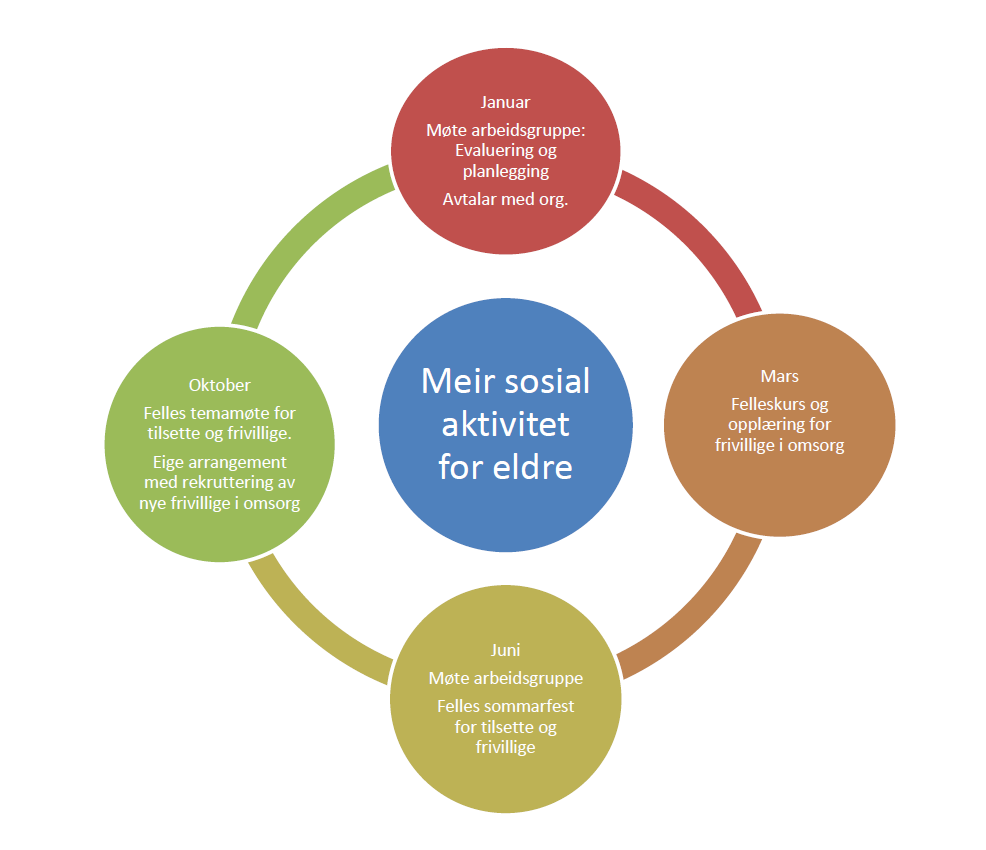 Januar
Møte arbeidsgruppe:
Evaluering og
planlegging
Avtalar med org.
Mars
Felleskurs og
opplæring for
frivillige i omsorg
Meir sosial
aktivitet
for eldre
Oktober
Felles temamøte for
tilsette og frivillige.
Eige arrangement
med rekruttering av
nye frivillige i omsorg
Juni
Møte arbeidsgruppe
Felles sommarfest
for tilsette og
frivillige